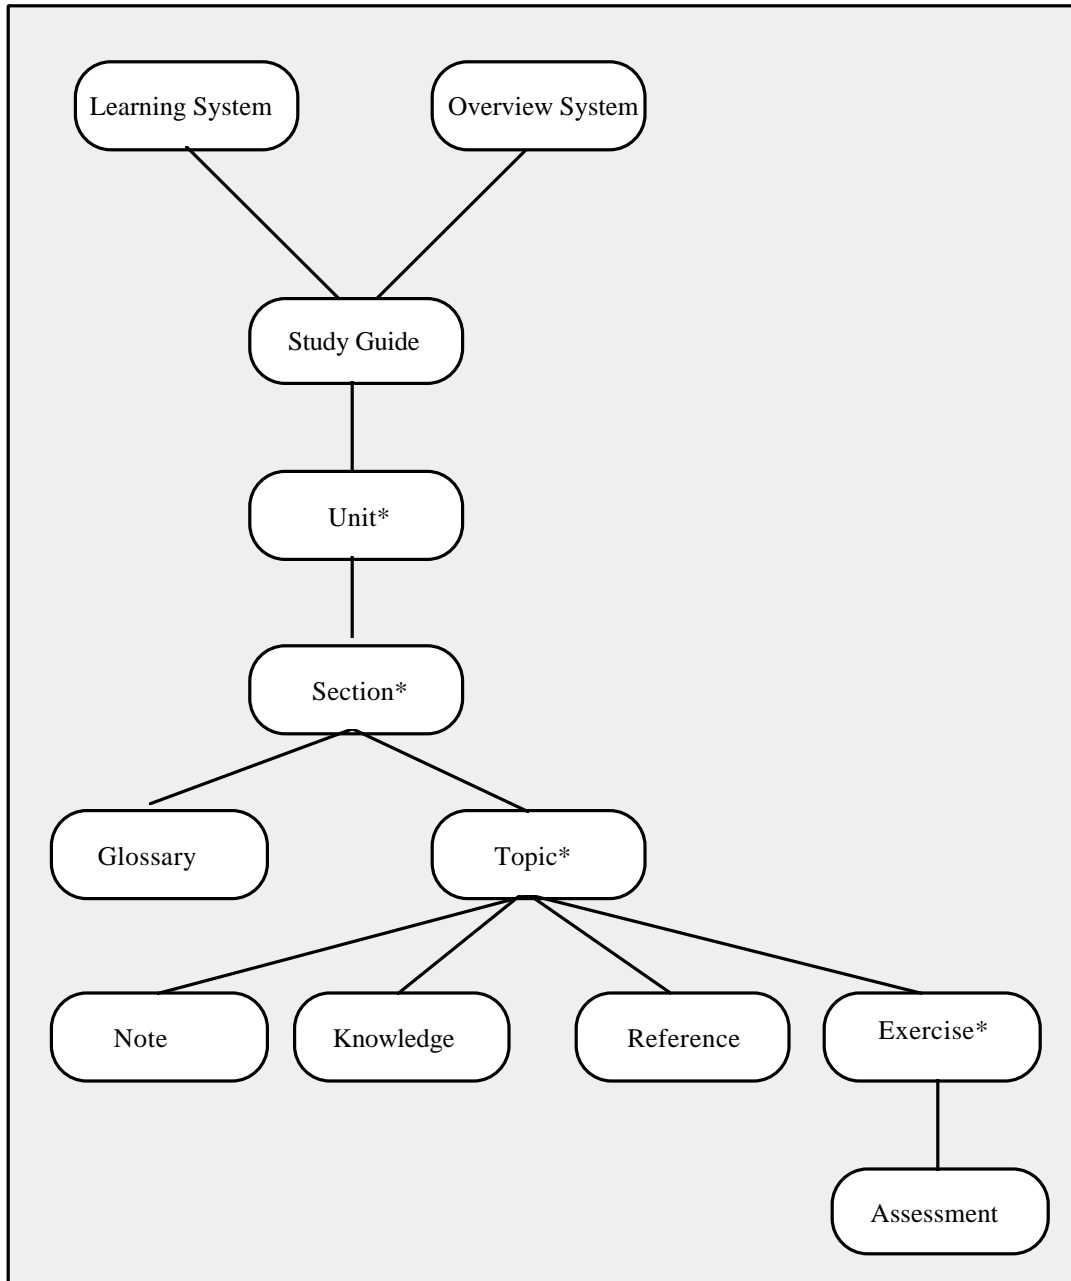 Learning System
Overview System
Study Guide
Unit*
Section*
Glossary
Topic*
Note
Knowledge
Reference
Exercise*
Assessment